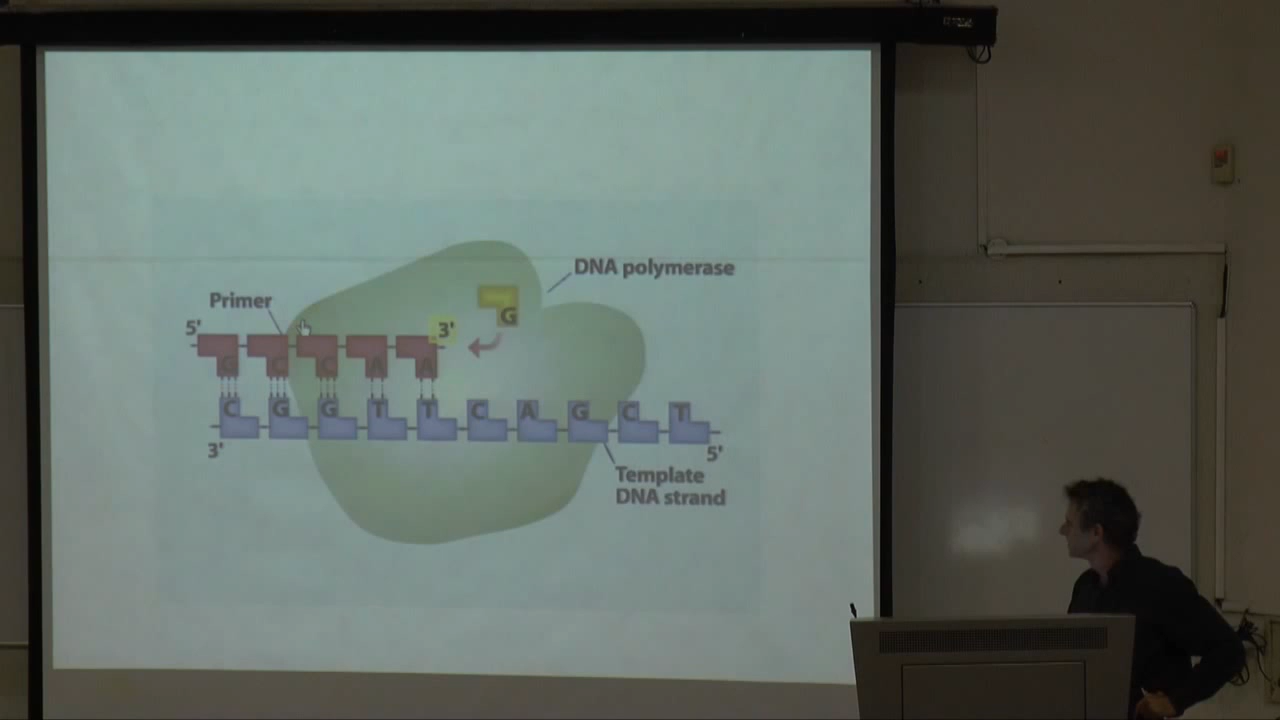 DNA polymerase
Primer
G
5'
3'
G C C A A
C G G T T C A G C T
3'
5'
Template
DNA strand